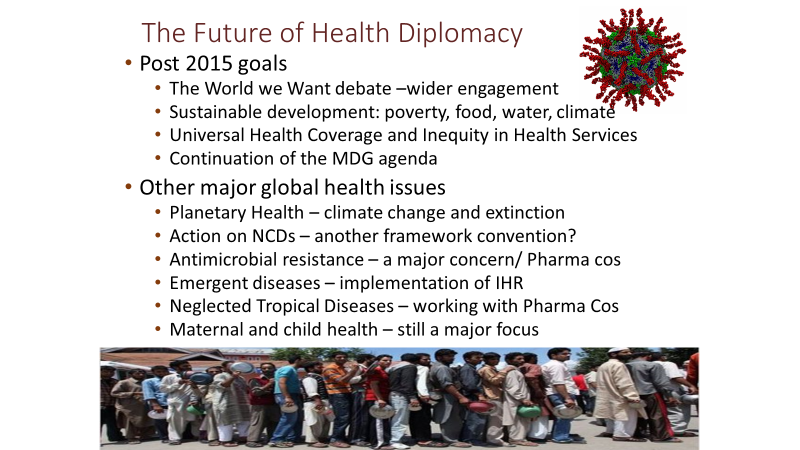 The Future of Health Diplomacy
• Post 2015 goals
• The World we Want debate –wider engagement
• Sustainable development: poverty, food, water, climate
• Universal Health Coverage and Inequity in Health Services
• Continuation of the MDG agenda
• Other major global health issues
• Planetary Health – climate change and extinction
• Action on NCDs – another framework convention?
• Antimicrobial resistance – a major concern/ Pharma cos
• Emergent diseases – implementation of IHR
• Neglected Tropical Diseases – working with Pharma Cos
• Maternal and child health – still a major focus